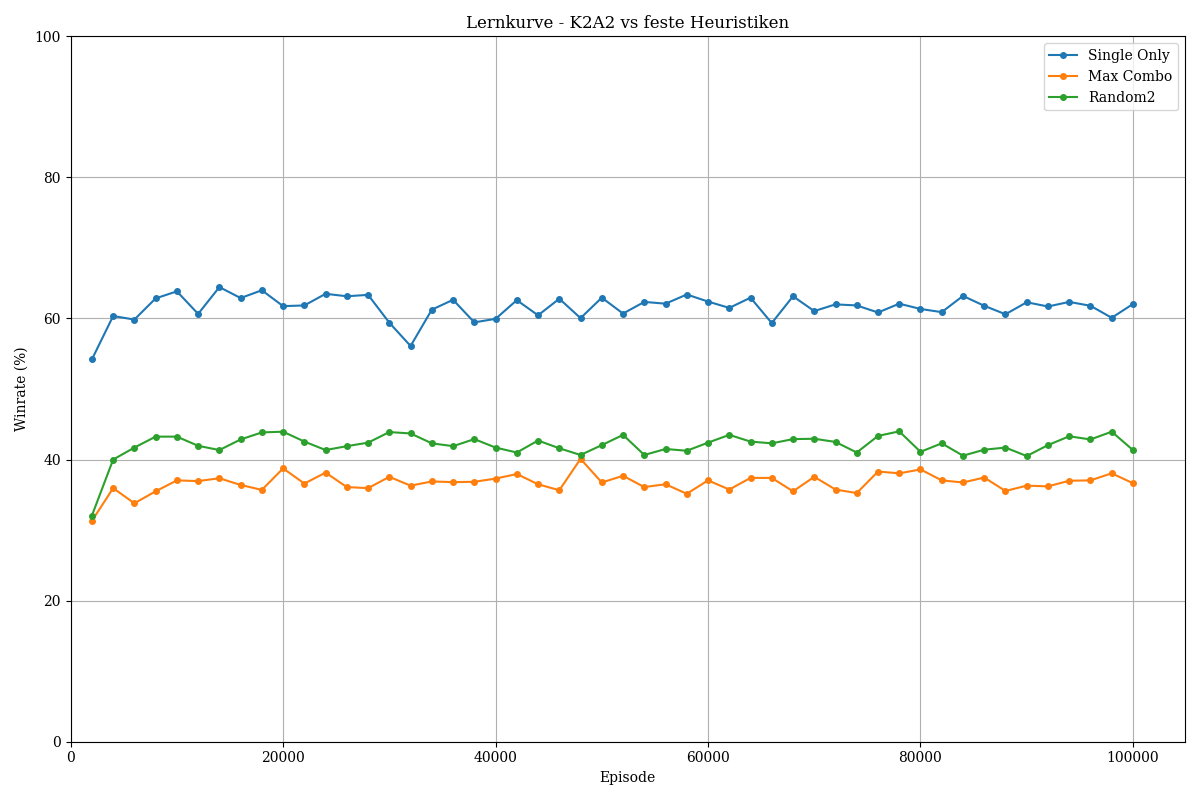 Lernkurve - K2A2 vs feste Heuristiken
Single Only
Max Combo
Random2
Winrate (%)
100
80
60
40
20
0
0 20000 40000 60000 80000 100000
Episode